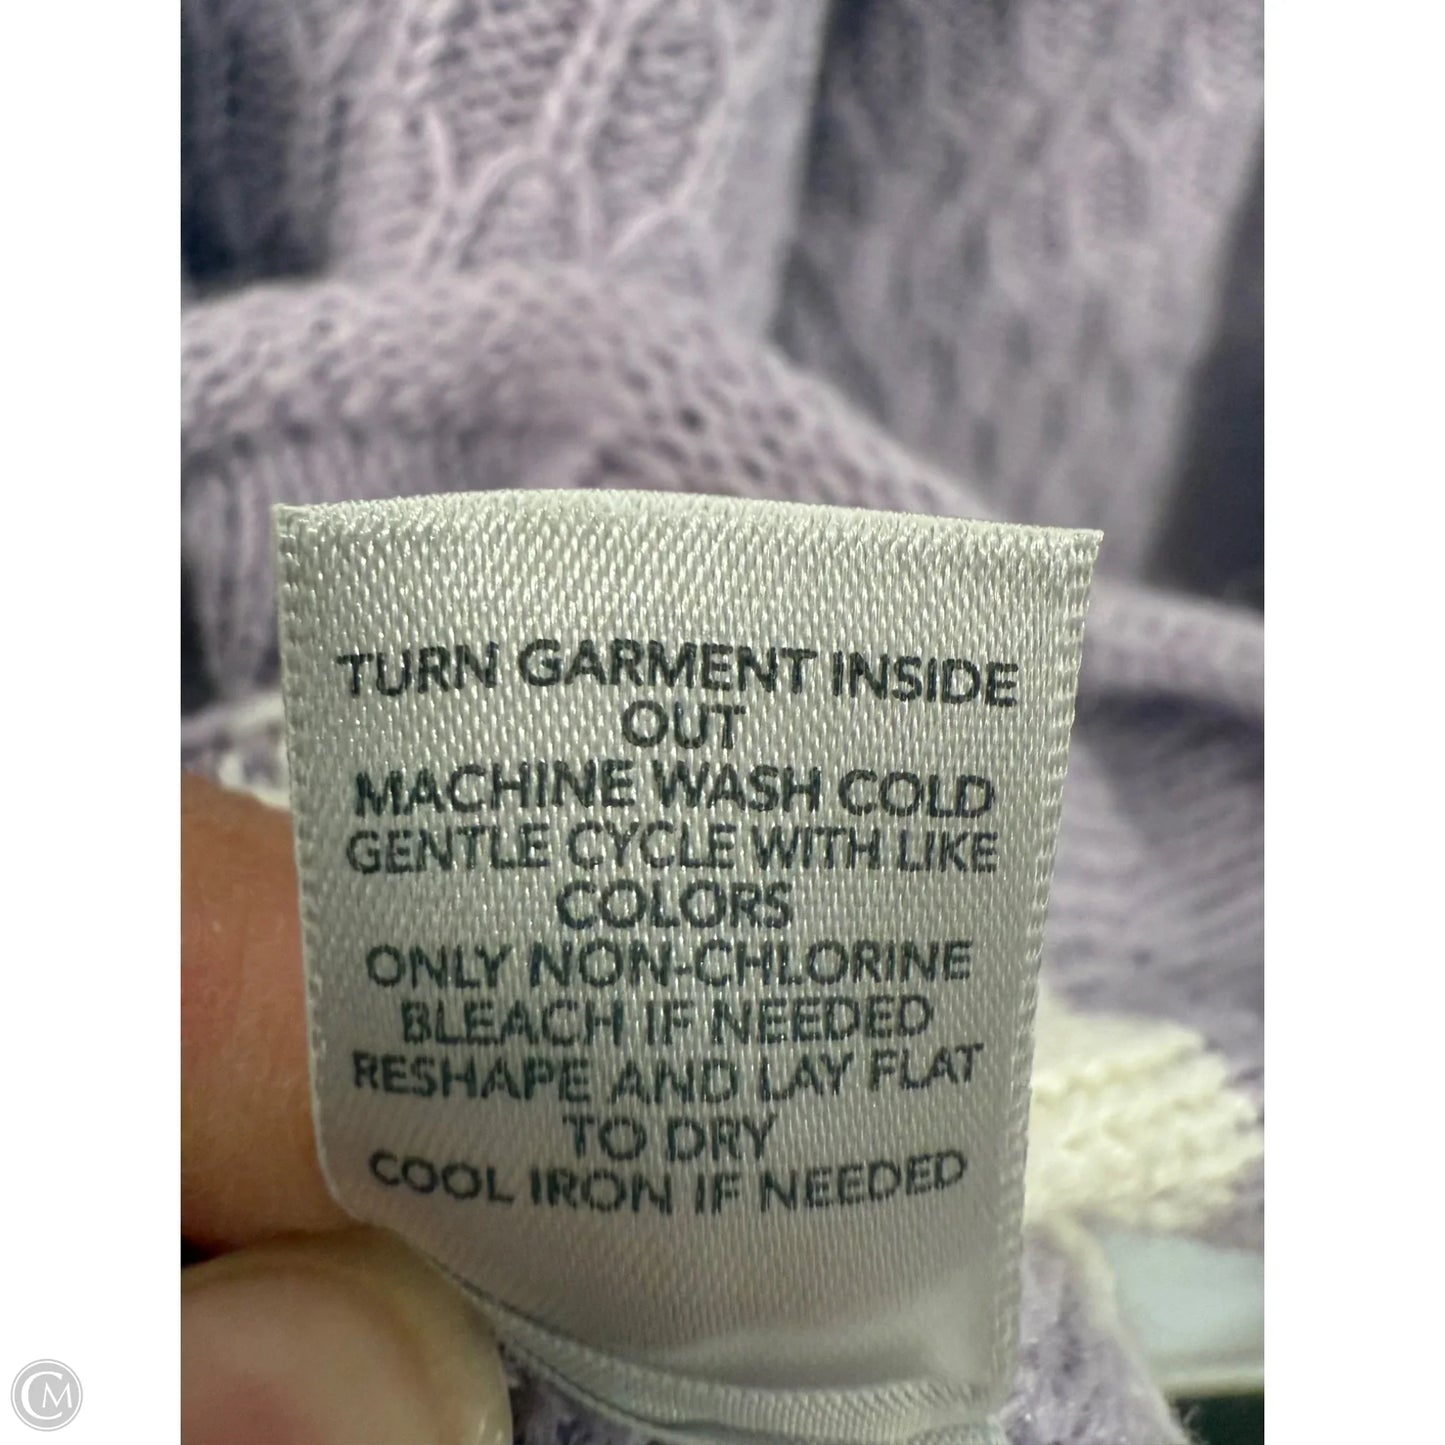 TURN GARMENT INSIDE
OUT
MACHINE WASH COLD
GENTLE CYCLE WITH LIKE
COLORS
ONLY NON-CHLORINE
BLEACH IF NEEDED
RESHAPE AND LAY FLAT
TO DRY
COOL IRON IF NEEDED
CM